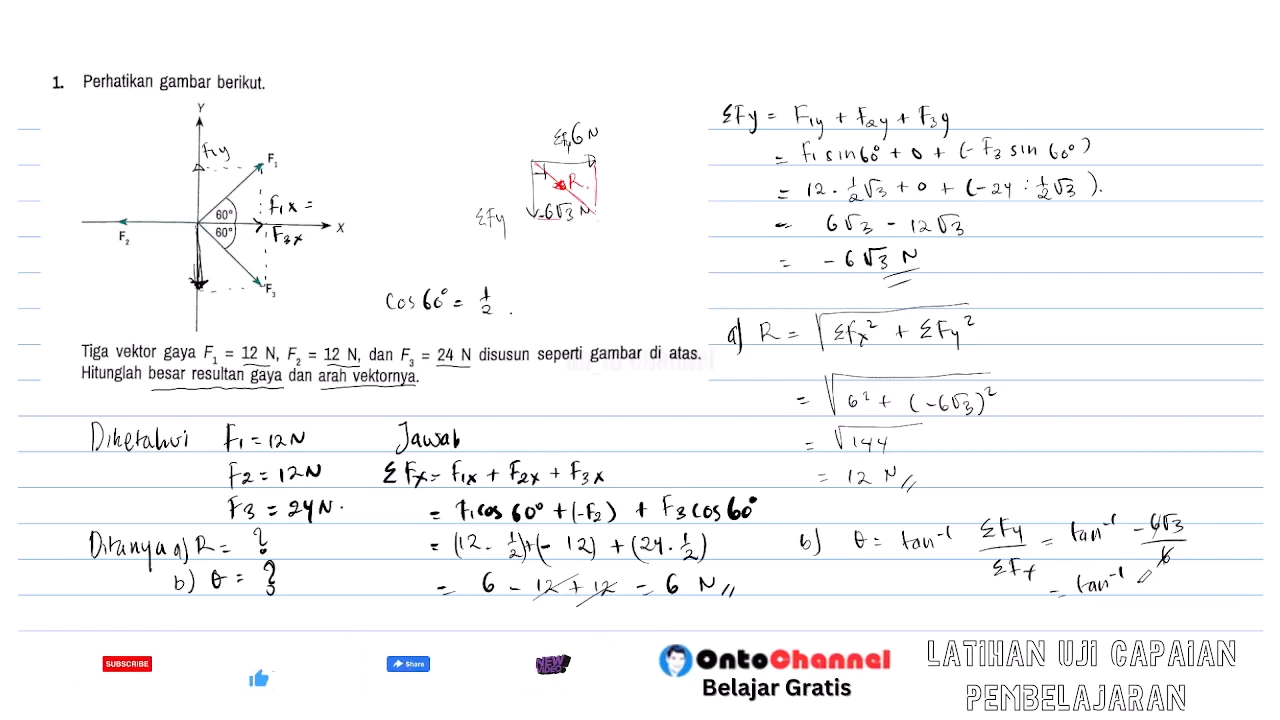 1. Perhatikan gambar berikut.
Y
F1y
F₁
60°
F1x =
X
60°
F3x
F₂
F₃
ΣFy 6 N
R.
ΣFy
-6√3 N
cos 60° = 1/2 .
Tiga vektor gaya F₁ = 12 N, F₂ = 12 N, dan F₃ = 24 N disusun seperti gambar di atas.
Hitunglah besar resultan gaya dan arah vektornya.
Diketahui F1 = 12 N
F2 = 12 N
F3 = 24 N.
Ditanya a) R = ?
b) θ = ?
Jawab
ΣFx = F1x + F2x + F3x
= F1 cos 60° + (-F2) + F3 cos 60°
= (12 . 1/2) + (- 12) + (24 . 1/2)
= 6 - 12 + 12 = 6 N //
ΣFy = F1y + F2y + F3y
= F1 sin 60° + 0 + (-F3 sin 60°)
= 12 . 1/2√3 + 0 + (-24 . 1/2√3).
= 6√3 - 12√3
= - 6√3 N
a) R = √ΣFx² + ΣFy²
= √6² + (-6√3)²
= √144
= 12 N //
b) θ = tan⁻¹ ΣFy/ΣFx = tan⁻¹ -6√3/6
= tan⁻¹
SUBSCRIBE
Share
NEW VIDEO
OntoChannel
Belajar Gratis
LATIHAN UJI CAPAIAN
PEMBELAJARAN